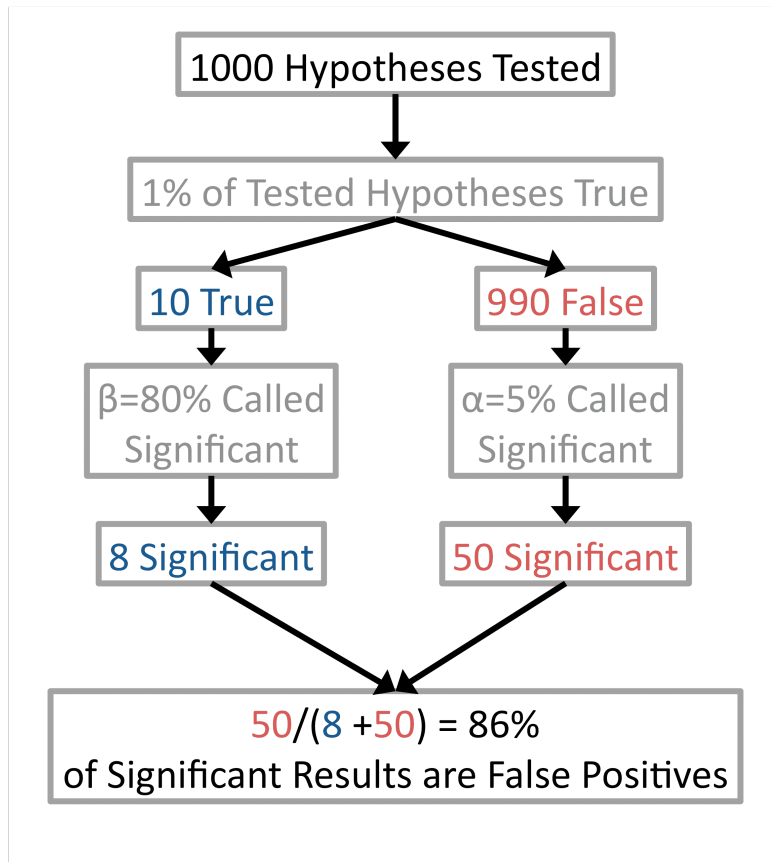 1000 Hypotheses Tested
1% of Tested Hypotheses True
10 True
990 False
β=80% Called
Significant
α=5% Called
Significant
8 Significant
50 Significant
50/(8 +50) = 86%
of Significant Results are False Positives